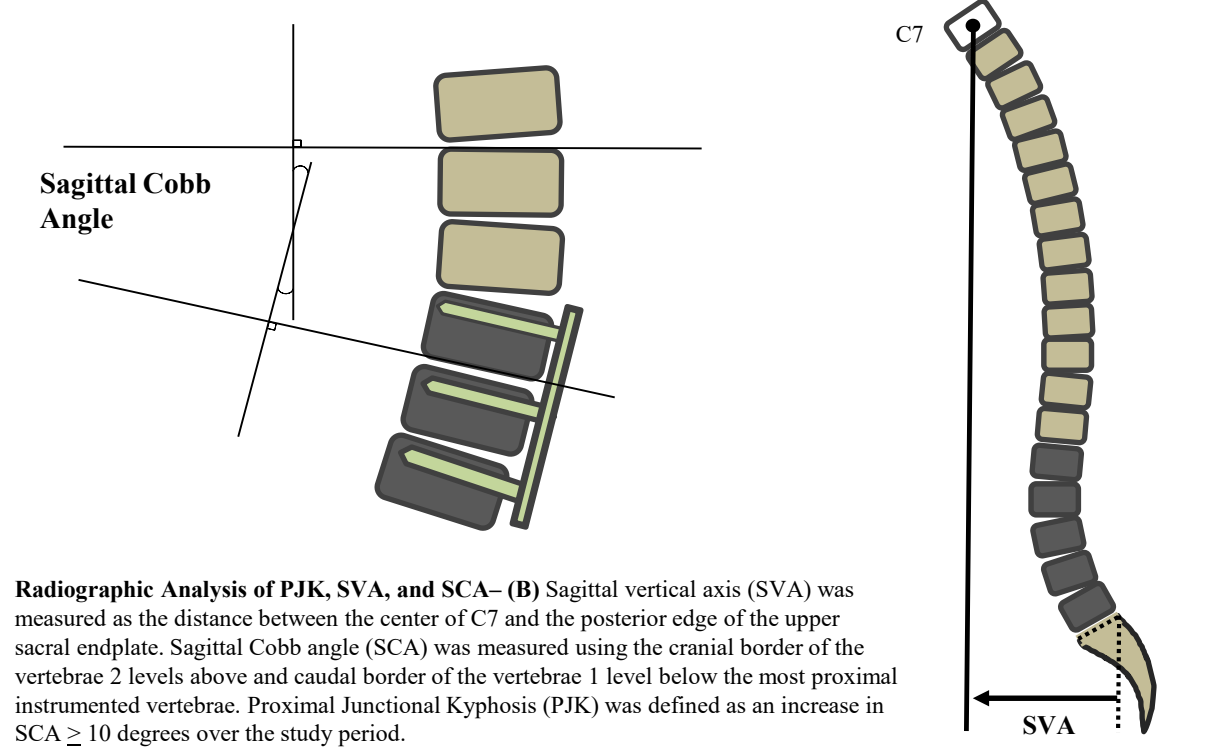 C7
Sagittal Cobb
Angle
Radiographic Analysis of PJK, SVA, and SCA– (B) Sagittal vertical axis (SVA) was
measured as the distance between the center of C7 and the posterior edge of the upper
sacral endplate. Sagittal Cobb angle (SCA) was measured using the cranial border of the
vertebrae 2 levels above and caudal border of the vertebrae 1 level below the most proximal
instrumented vertebrae. Proximal Junctional Kyphosis (PJK) was defined as an increase in
SCA ≥ 10 degrees over the study period.
SVA